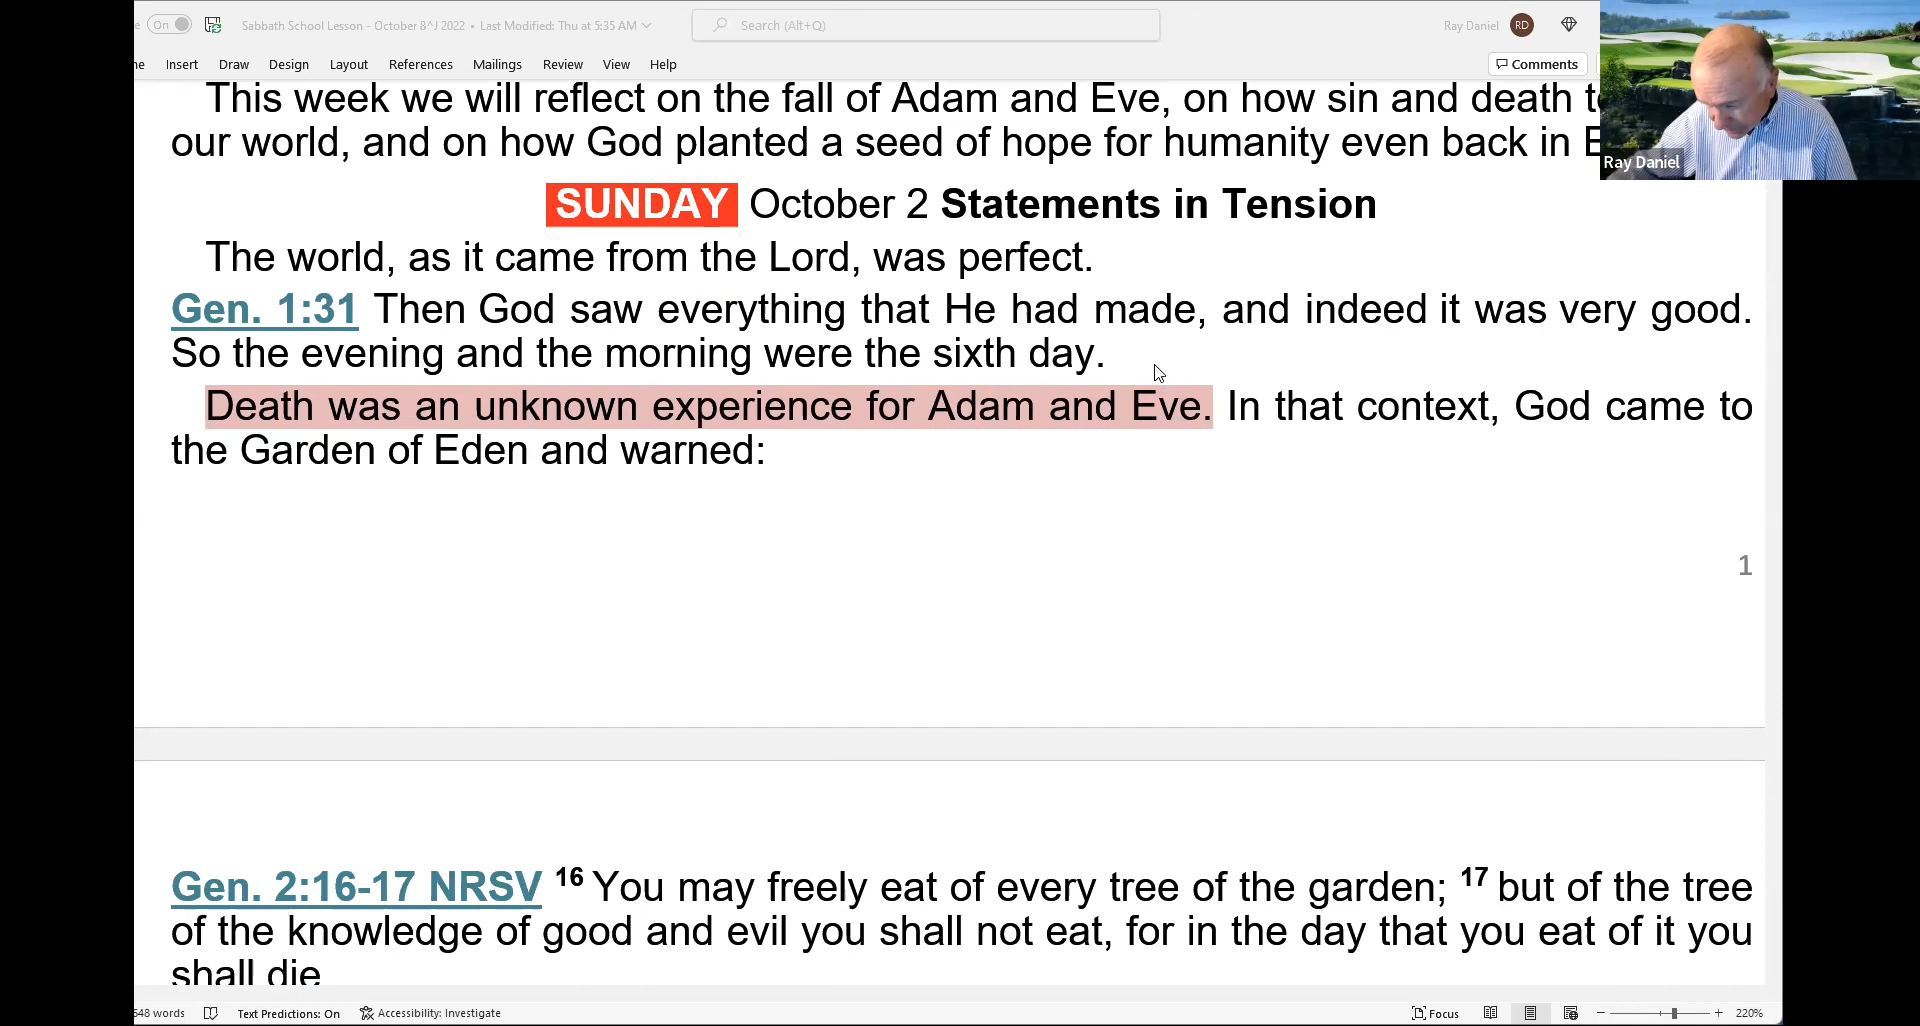 On
Sabbath School Lesson - October 8^J 2022 • Last Modified: Thu at 5:35 AM
Search (Alt+Q)
Ray Daniel RD
Insert Draw Design Layout References Mailings Review View Help
Comments
This week we will reflect on the fall of Adam and Eve, on how sin and death
our world, and on how God planted a seed of hope for humanity even back in
Ray Daniel
SUNDAY October 2 Statements in Tension
The world, as it came from the Lord, was perfect.
Gen. 1:31 Then God saw everything that He had made, and indeed it was very good.
So the evening and the morning were the sixth day.
Death was an unknown experience for Adam and Eve. In that context, God came to
the Garden of Eden and warned:
1
Gen. 2:16-17 NRSV 16 You may freely eat of every tree of the garden; 17 but of the tree
of the knowledge of good and evil you shall not eat, for in the day that you eat of it you
shall die
648 words Text Predictions: On Accessibility: Investigate Focus 220%